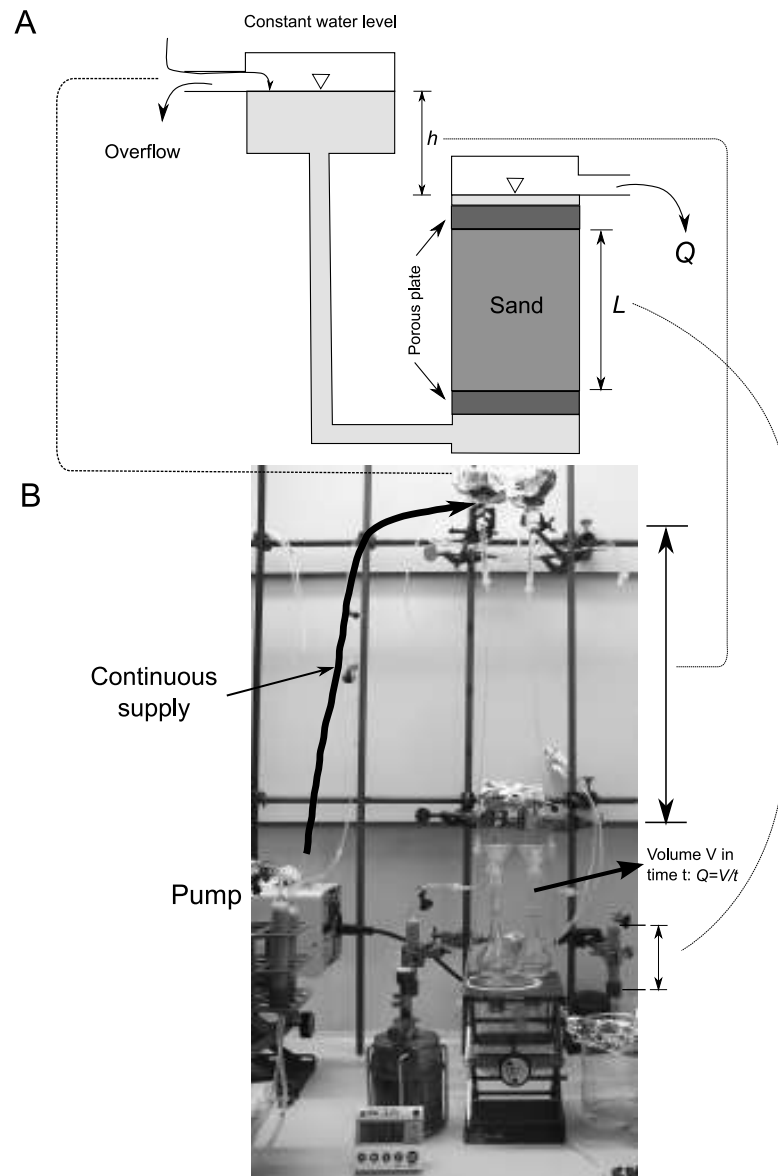 A
Constant water level
Overflow
h
Q
Porous plate
Sand
L
B
Continuous
supply
Pump
Volume V in
time t: Q=V/t